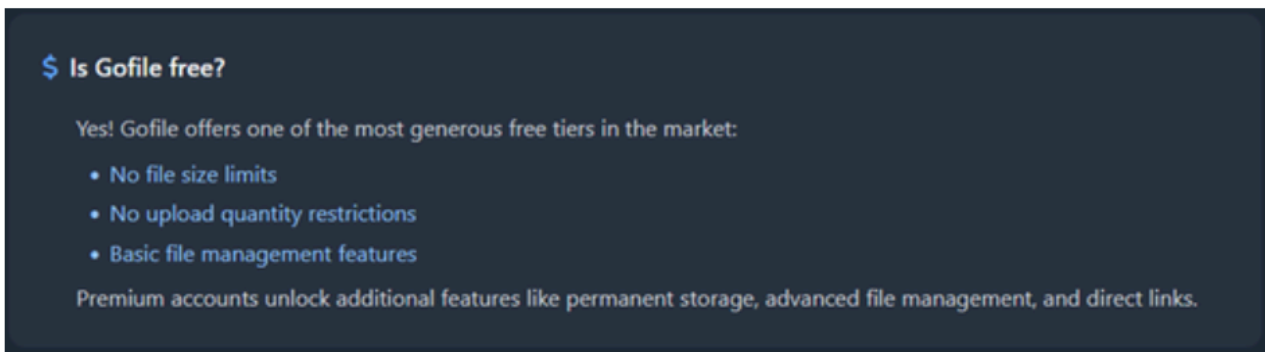 $ Is Gofile free?
Yes! Gofile offers one of the most generous free tiers in the market:
• No file size limits
• No upload quantity restrictions
• Basic file management features
Premium accounts unlock additional features like permanent storage, advanced file management, and direct links.